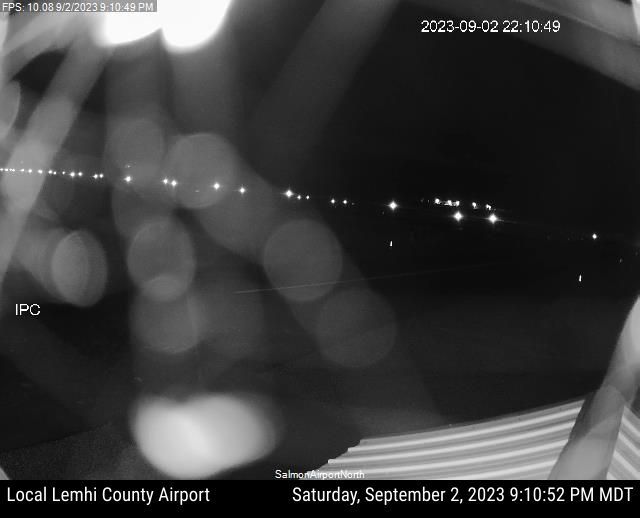 FPS: 10.08 9/2/2023 9:10:49 PM
2023-09-02 22:10:49
IPC
SalmonAirportNorth
Local Lemhi County Airport
Saturday, September 2, 2023 9:10:52 PM MDT